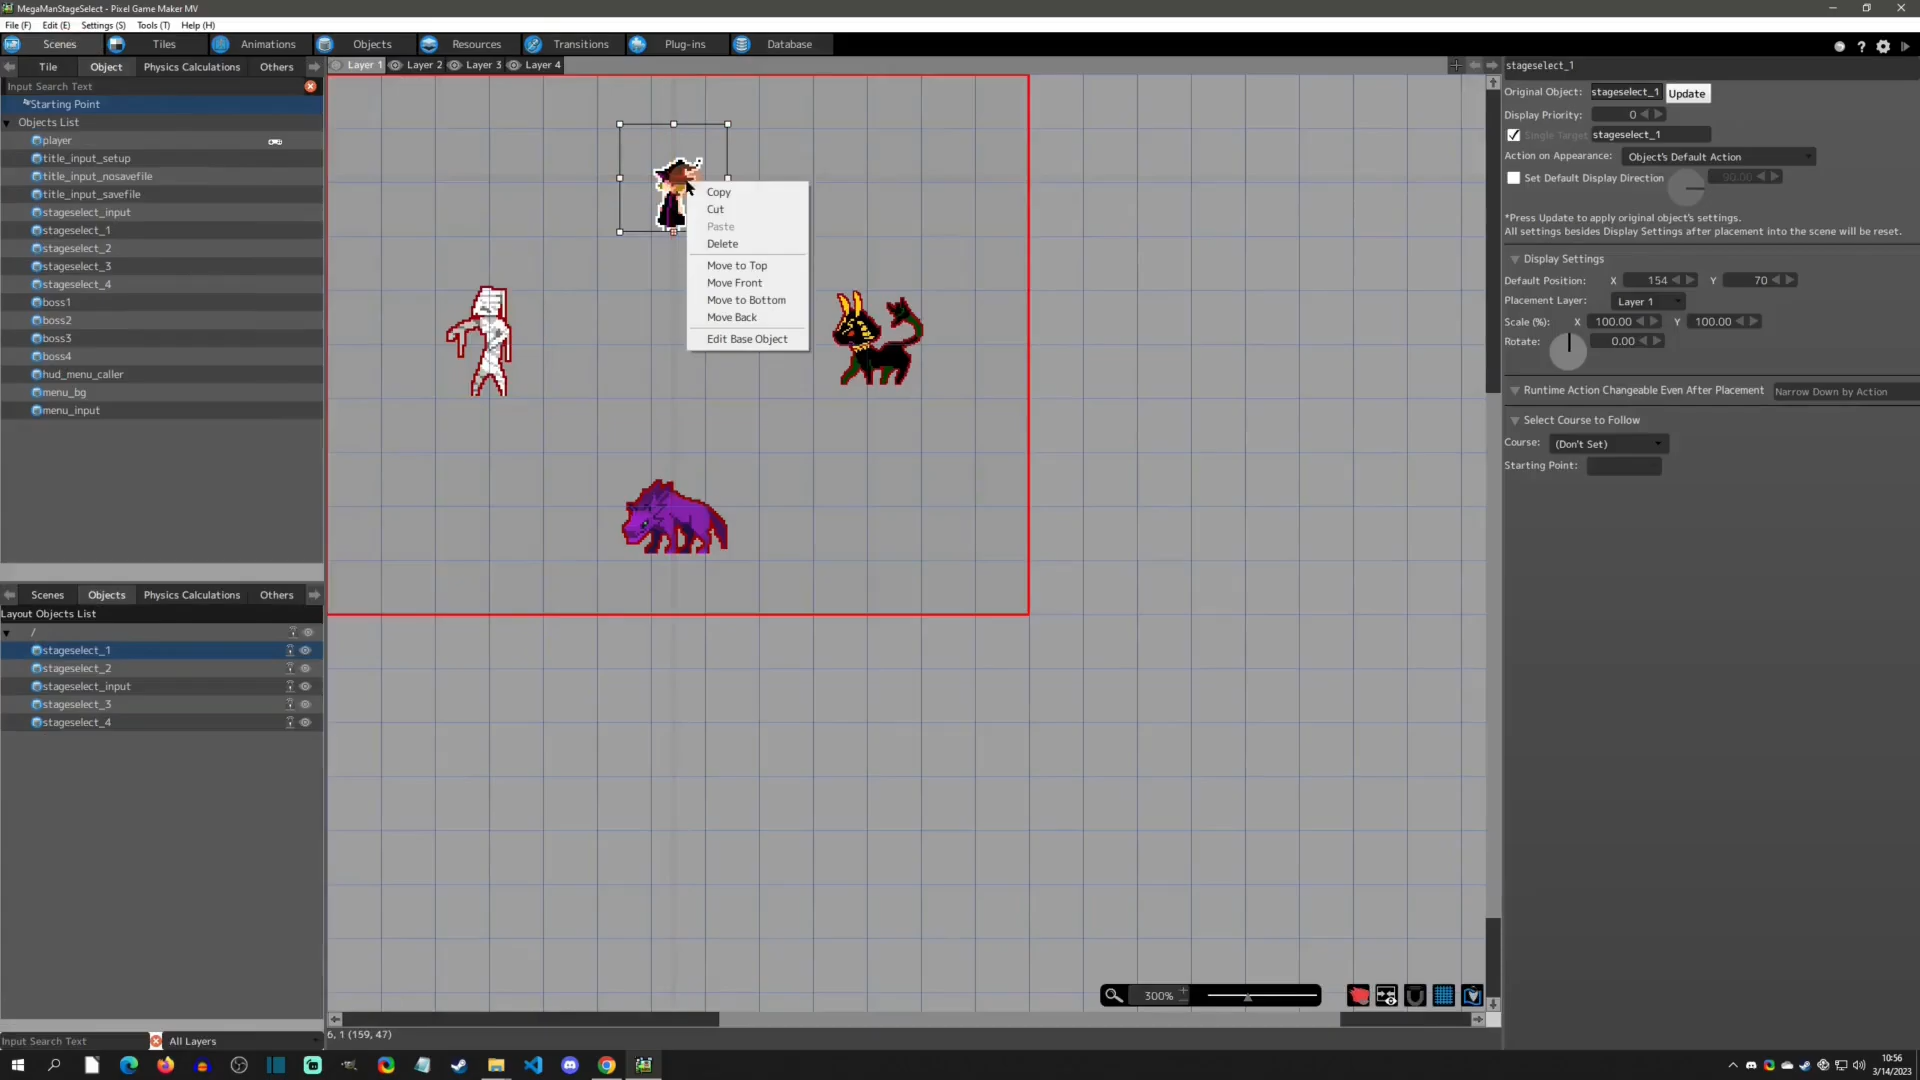 MegaManStageSelect - Pixel Game Maker MV
File (F) Edit (E) Settings (S) Tools (T) Help (H)
Scenes Tiles Animations Objects Resources Transitions Plug-ins Database
Tile Object Physics Calculations Others
Layer 1 Layer 2 Layer 3 Layer 4
Input Search Text
Starting Point
Objects List
player
title_input_setup
title_input_nosavefile
title_input_savefile
stageselect_input
stageselect_1
stageselect_2
stageselect_3
stageselect_4
boss1
boss2
boss3
boss4
hud_menu_caller
menu_bg
menu_input
Scenes Objects Physics Calculations Others
Layout Objects List
/
stageselect_1
stageselect_2
stageselect_input
stageselect_3
stageselect_4
Input Search Text All Layers
Copy
Cut
Paste
Delete
Move to Top
Move Front
Move to Bottom
Move Back
Edit Base Object
300%
6, 1 (159, 47)
stageselect_1
Original Object: stageselect_1 Update
Display Priority: 0
Single Target stageselect_1
Action on Appearance: Object's Default Action
Set Default Display Direction 90.00
*Press Update to apply original object's settings.
All settings besides Display Settings after placement into the scene will be reset.
Display Settings
Default Position: X 154 Y 70
Placement Layer: Layer 1
Scale (%): X 100.00 Y 100.00
Rotate: 0.00
Runtime Action Changeable Even After Placement Narrow Down by Action
Select Course to Follow
Course: (Don't Set)
Starting Point:
10:56
3/14/2023